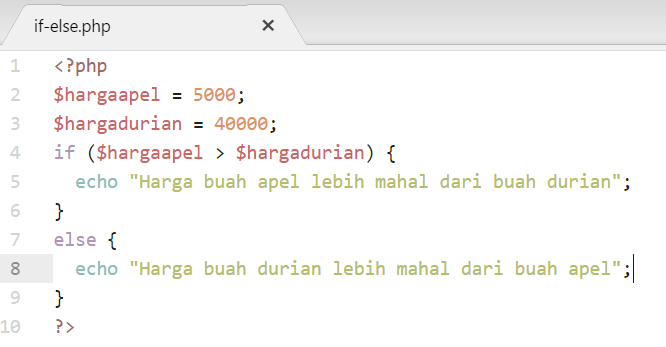 if-else.php ×
1 <?php
2 $hargaapel = 5000;
3 $hargadurian = 40000;
4 if ($hargaapel > $hargadurian) {
5   echo "Harga buah apel lebih mahal dari buah durian";
6 }
7 else {
8   echo "Harga buah durian lebih mahal dari buah apel";
9 }
10 ?>